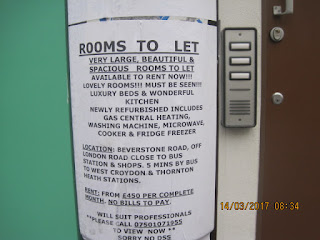 ROOMS TO LET
VERY LARGE, BEAUTIFUL &
SPACIOUS ROOMS TO LET
AVAILABLE TO RENT NOW!!!
LOVELY ROOMS!!! MUST BE SEEN!!!
LUXURY BEDS & WONDERFUL
KITCHEN
NEWLY REFURBISHED INCLUDES
GAS CENTRAL HEATING,
WASHING MACHINE, MICROWAVE,
COOKER & FRIDGE FREEZER
LOCATION: BEVERSTONE ROAD, OFF
LONDON ROAD CLOSE TO BUS
STATION & SHOPS. 5 MINS BY BUS
TO WEST CROYDON & THORNTON
HEATH STATIONS.
RENT: FROM £450 PER COMPLETE
MONTH. NO BILLS TO PAY.
WILL SUIT PROFESSIONALS
**PLEASE CALL 07501071955
TO VIEW NOW **
SORRY NO DSS
14/03/2017 08:34